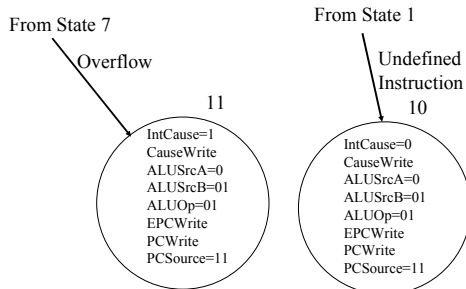 From State 7
Overflow
11
IntCause=1
CauseWrite
ALUSrcA=0
ALUSrcB=01
ALUOp=01
EPCWrite
PCWrite
PCSource=11
From State 1
Undefined
Instruction
10
IntCause=0
CauseWrite
ALUSrcA=0
ALUSrcB=01
ALUOp=01
EPCWrite
PCWrite
PCSource=11